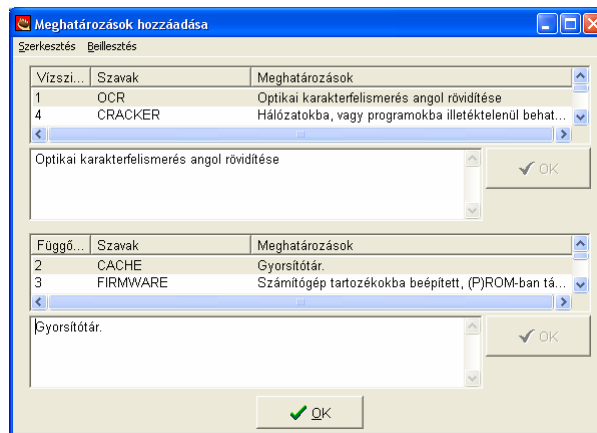 Meghatározások hozzáadása
Szerkesztés Beillesztés
Vízszi... Szavak Meghatározások
1 OCR Optikai karakterfelismerés angol rövidítése
4 CRACKER Hálózatokba, vagy programokba illetéktelenül behat...
Optikai karakterfelismerés angol rövidítése
OK
Függő... Szavak Meghatározások
2 CACHE Gyorsítótár.
3 FIRMWARE Számítógép tartozékokba beépített, (P)ROM-ban tá...
Gyorsítótár.
OK
OK